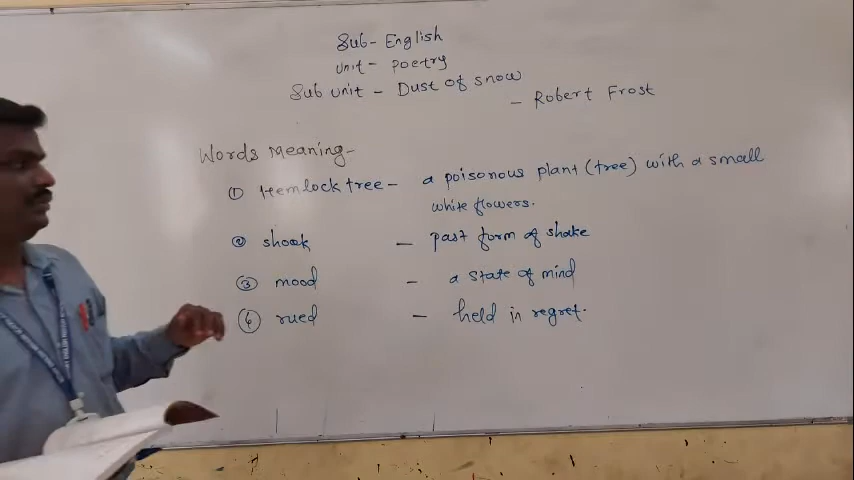 Sub- English
Unit - Poetry
Sub unit - Dust of snow
- Robert Frost
Words Meaning-
① Hemlock tree - a poisonous plant (tree) with a small
white flowers.
② shook - past form of shake
③ mood - a state of mind
④ rued - held in regret.